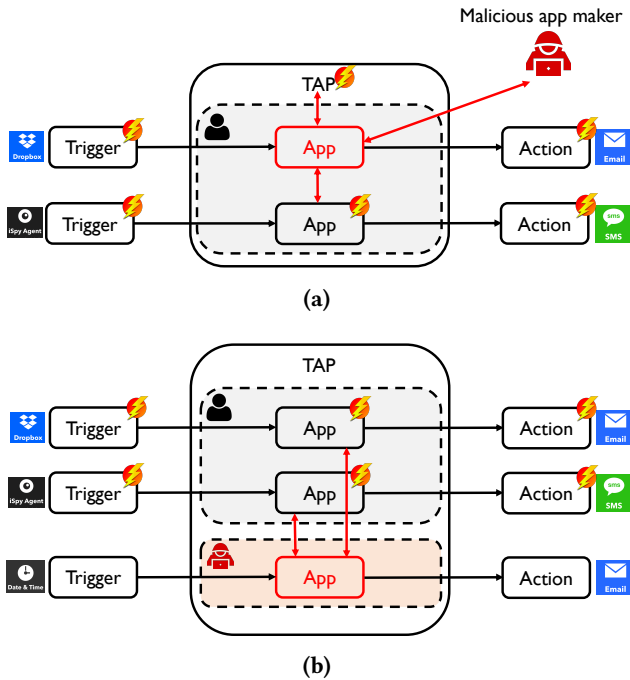 Malicious app maker
TAP
Dropbox
Trigger
App
Action
Email
iSpy Agent
Trigger
App
Action
sms
SMS
(a)
TAP
Dropbox
Trigger
App
Action
Email
iSpy Agent
Trigger
App
Action
sms
SMS
Date & Time
Trigger
App
Action
Email
(b)